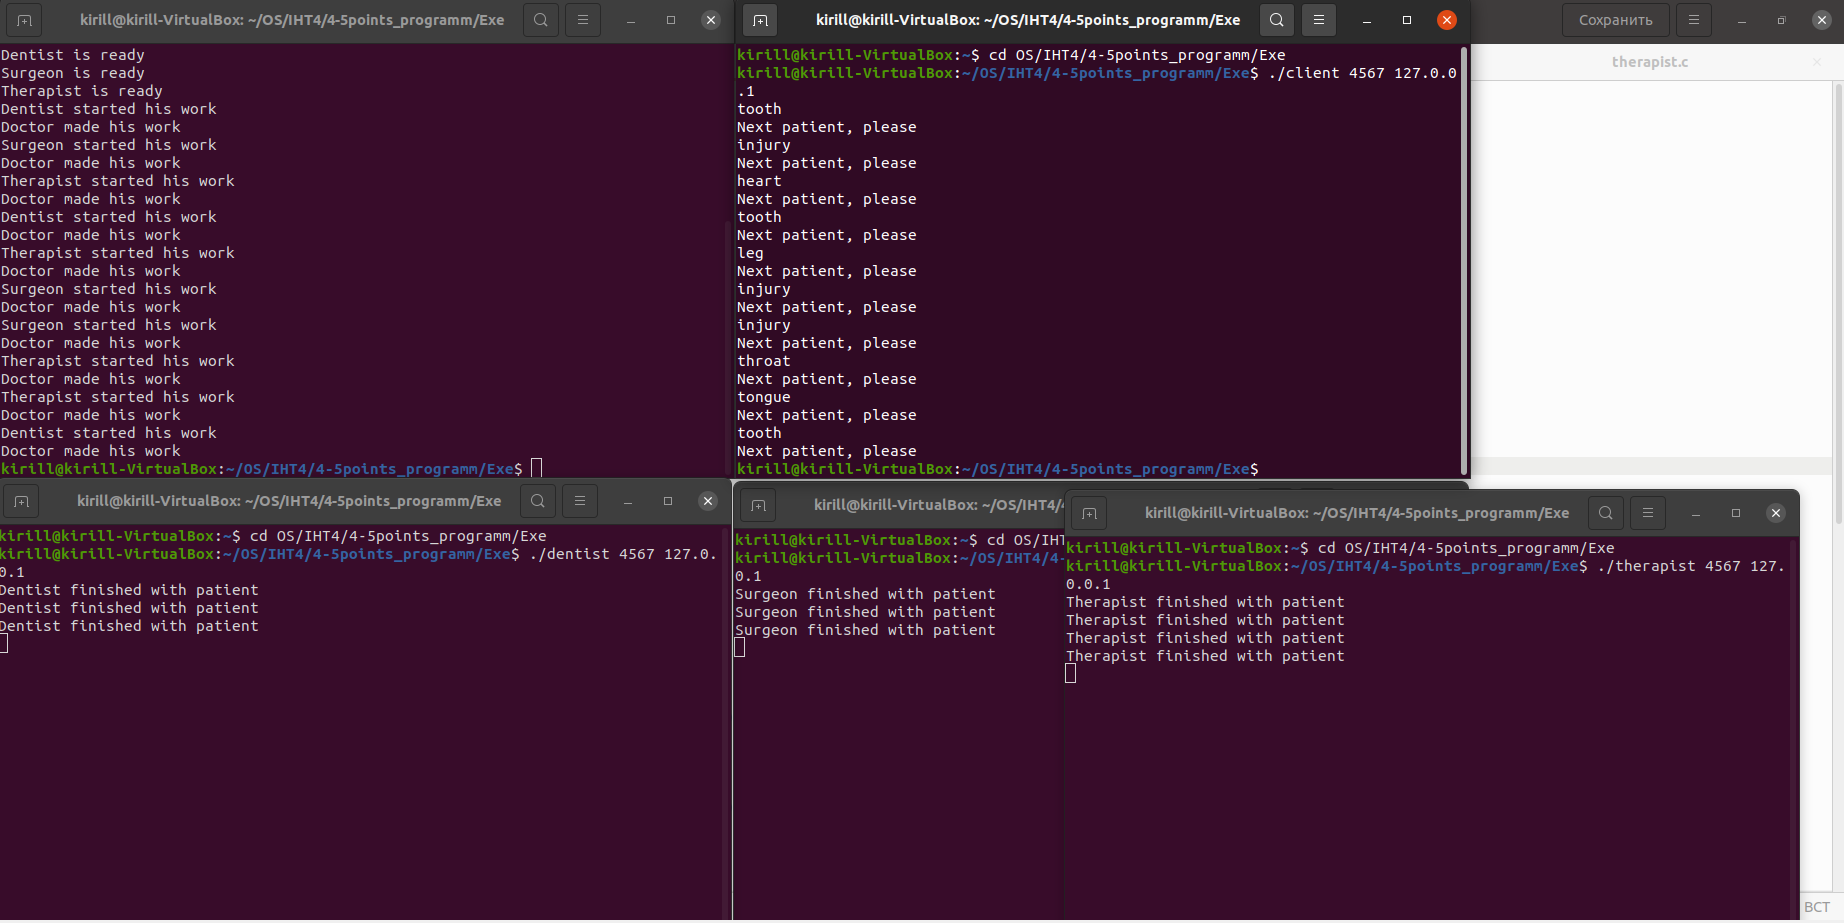 kirill@kirill-VirtualBox: ~/OS/IHT4/4-5points_programm/Exe
Dentist is ready
Surgeon is ready
Therapist is ready
Dentist started his work
Doctor made his work
Surgeon started his work
Doctor made his work
Therapist started his work
Doctor made his work
Dentist started his work
Doctor made his work
Therapist started his work
Doctor made his work
Surgeon started his work
Doctor made his work
Surgeon started his work
Doctor made his work
Therapist started his work
Doctor made his work
Therapist started his work
Doctor made his work
Dentist started his work
Doctor made his work
kirill@kirill-VirtualBox:~/OS/IHT4/4-5points_programm/Exe$
kirill@kirill-VirtualBox: ~/OS/IHT4/4-5points_programm/Exe
kirill@kirill-VirtualBox:~$ cd OS/IHT4/4-5points_programm/Exe
kirill@kirill-VirtualBox:~/OS/IHT4/4-5points_programm/Exe$ ./client 4567 127.0.0
.1
tooth
Next patient, please
injury
Next patient, please
heart
Next patient, please
tooth
Next patient, please
leg
Next patient, please
injury
Next patient, please
injury
Next patient, please
throat
Next patient, please
tongue
Next patient, please
tooth
Next patient, please
kirill@kirill-VirtualBox:~/OS/IHT4/4-5points_programm/Exe$
Сохранить
therapist.c
kirill@kirill-VirtualBox: ~/OS/IHT4/4-5points_programm/Exe
kirill@kirill-VirtualBox:~$ cd OS/IHT4/4-5points_programm/Exe
kirill@kirill-VirtualBox:~/OS/IHT4/4-5points_programm/Exe$ ./dentist 4567 127.0.
0.1
Dentist finished with patient
Dentist finished with patient
Dentist finished with patient
kirill@kirill-VirtualBox: ~/OS/IHT4/4
kirill@kirill-VirtualBox:~$ cd OS/IHT
kirill@kirill-VirtualBox:~/OS/IHT4/4-
0.1
Surgeon finished with patient
Surgeon finished with patient
Surgeon finished with patient
kirill@kirill-VirtualBox: ~/OS/IHT4/4-5points_programm/Exe
kirill@kirill-VirtualBox:~$ cd OS/IHT4/4-5points_programm/Exe
kirill@kirill-VirtualBox:~/OS/IHT4/4-5points_programm/Exe$ ./therapist 4567 127.
0.0.1
Therapist finished with patient
Therapist finished with patient
Therapist finished with patient
Therapist finished with patient
ВСТ